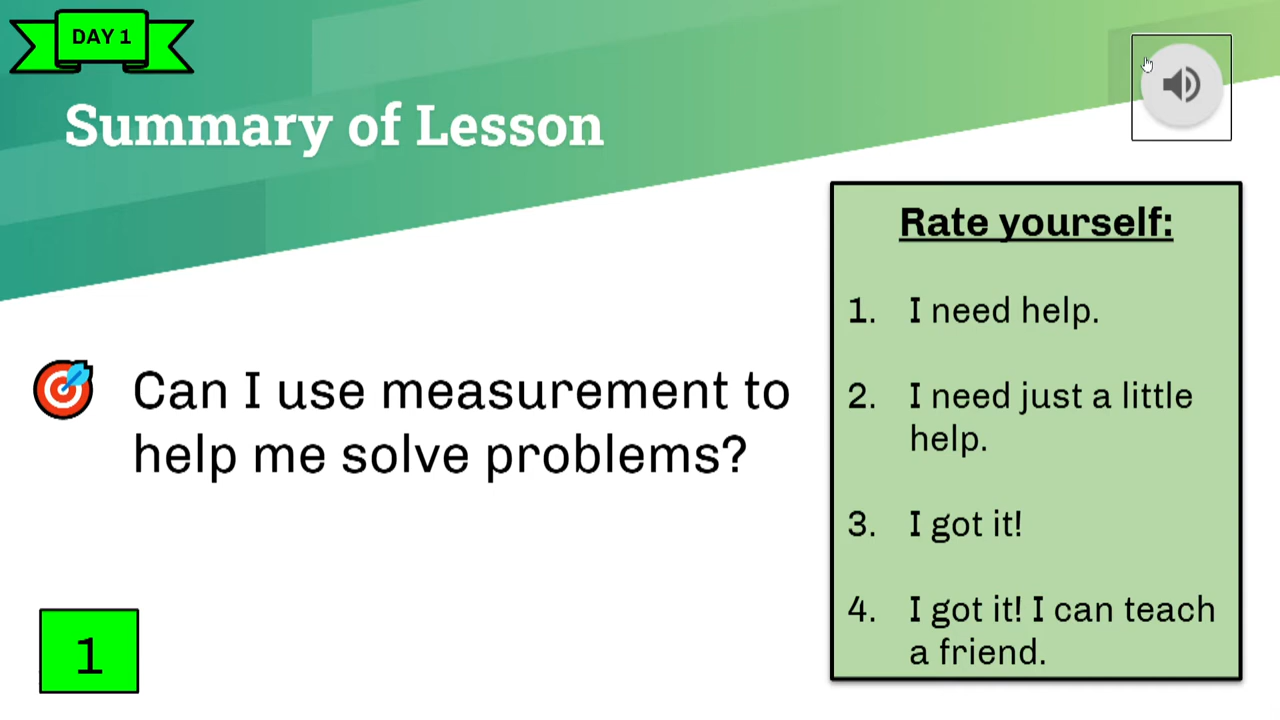 DAY 1
Summary of Lesson
Can I use measurement to
help me solve problems?
Rate yourself:
1. I need help.
2. I need just a little
help.
3. I got it!
4. I got it! I can teach
a friend.
1